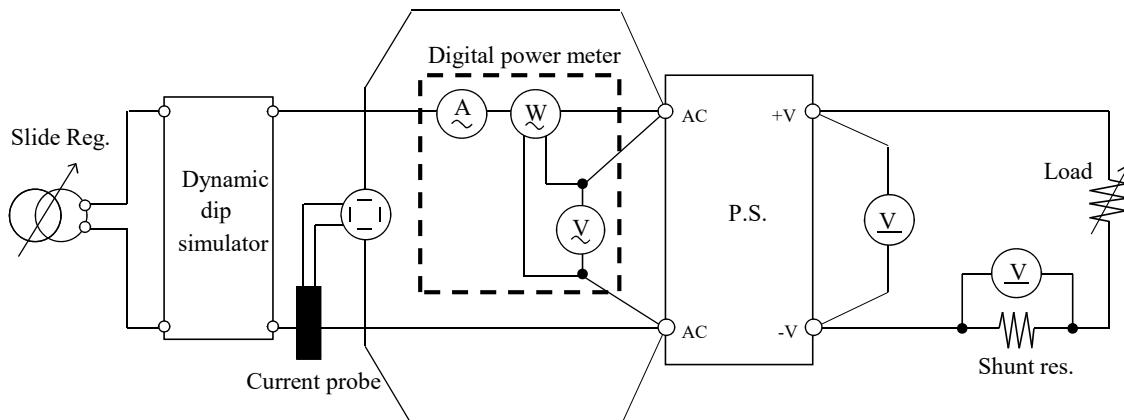 Digital power meter
Slide Reg.
Dynamic
dip
simulator
A
W
V
AC
AC
P.S.
+V
-V
V
Load
V
Shunt res.
Current probe